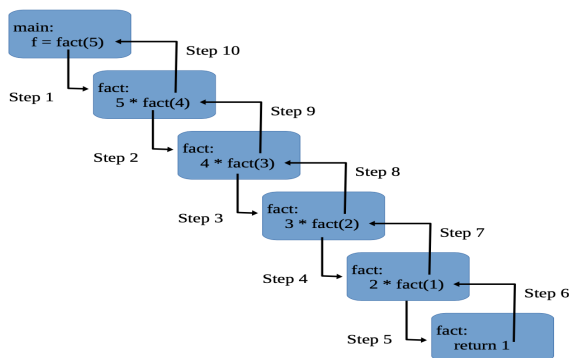 main:
f = fact(5)
Step 10
Step 1
fact:
5 * fact(4)
Step 9
Step 2
fact:
4 * fact(3)
Step 8
Step 3
fact:
3 * fact(2)
Step 7
Step 4
fact:
2 * fact(1)
Step 6
Step 5
fact:
return 1